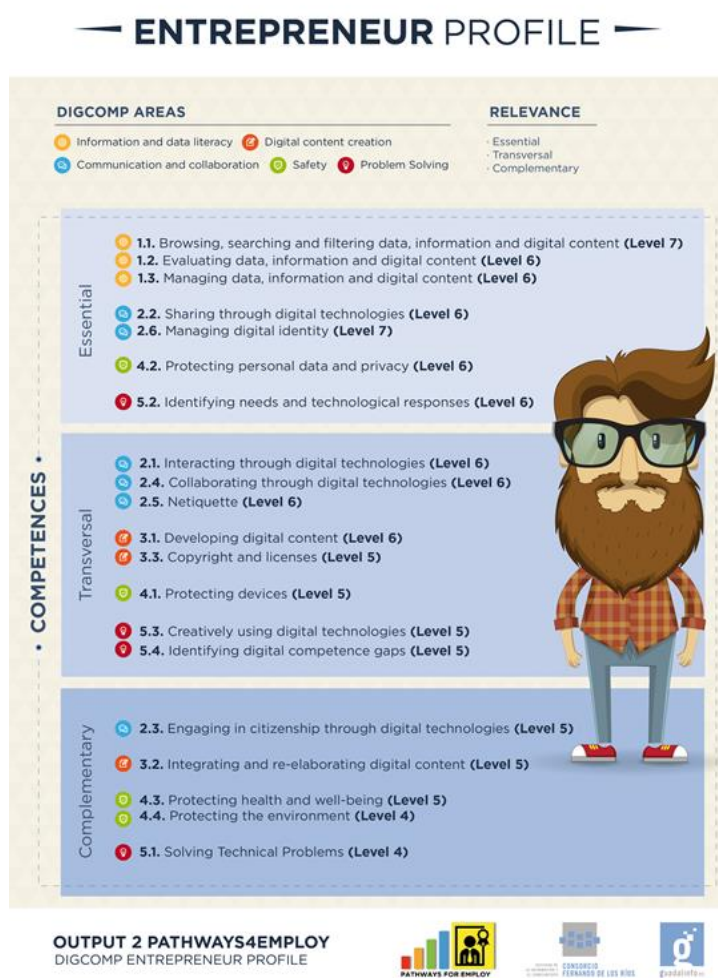 ENTREPRENEUR PROFILE
DIGCOMP AREAS
Information and data literacy
Digital content creation
Communication and collaboration
Safety
Problem Solving
RELEVANCE
· Essential
· Transversal
· Complementary
• COMPETENCES •
Essential
1.1. Browsing, searching and filtering data, information and digital content (Level 7)
1.2. Evaluating data, information and digital content (Level 6)
1.3. Managing data, information and digital content (Level 6)
2.2. Sharing through digital technologies (Level 6)
2.6. Managing digital identity (Level 7)
4.2. Protecting personal data and privacy (Level 6)
5.2. Identifying needs and technological responses (Level 6)
Transversal
2.1. Interacting through digital technologies (Level 6)
2.4. Collaborating through digital technologies (Level 6)
2.5. Netiquette (Level 6)
3.1. Developing digital content (Level 6)
3.3. Copyright and licenses (Level 5)
4.1. Protecting devices (Level 5)
5.3. Creatively using digital technologies (Level 5)
5.4. Identifying digital competence gaps (Level 5)
Complementary
2.3. Engaging in citizenship through digital technologies (Level 5)
3.2. Integrating and re-elaborating digital content (Level 5)
4.3. Protecting health and well-being (Level 5)
4.4. Protecting the environment (Level 4)
5.1. Solving Technical Problems (Level 4)
OUTPUT 2 PATHWAYS4EMPLOY
DIGCOMP ENTREPRENEUR PROFILE
PATHWAYS FOR EMPLOY
CONSORCIO
FERNANDO DE LOS RÍOS
g
guadalinfo